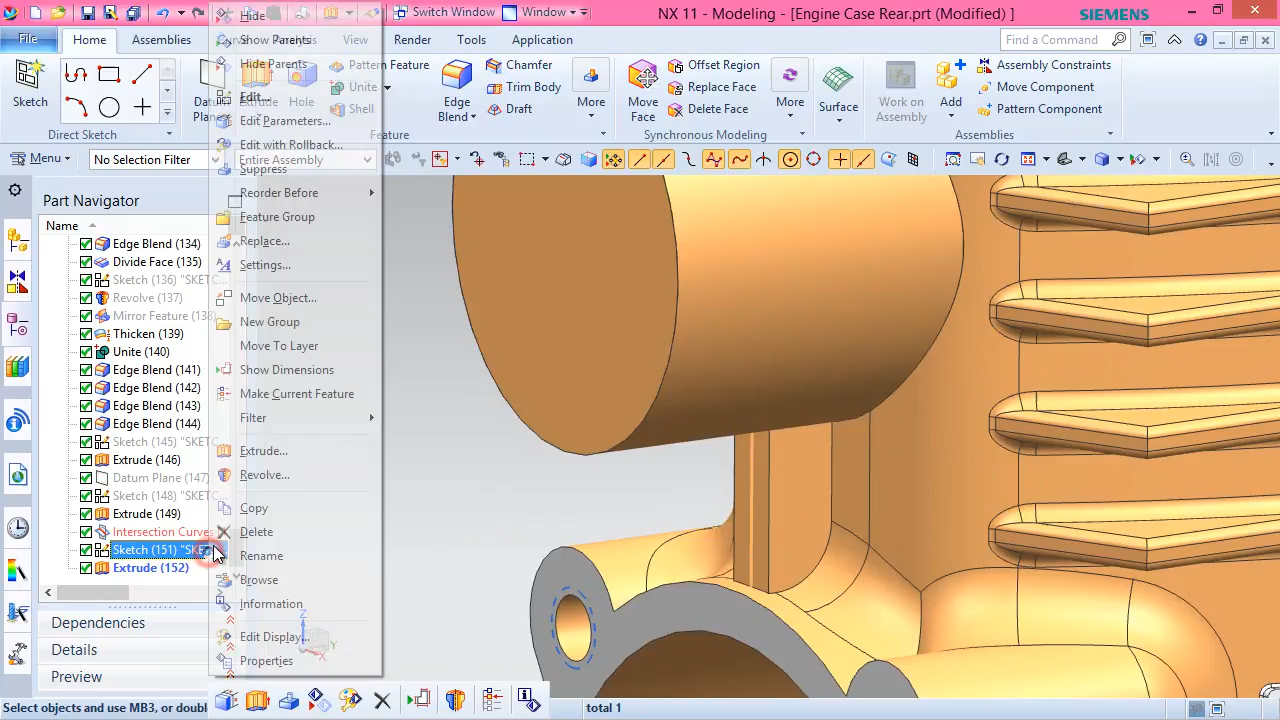 NX 11 - Modeling - [Engine Case Rear.prt (Modified) ]
SIEMENS
Switch Window
Window
File
Home
Assemblies
View
Render
Tools
Application
Find a Command
Sketch
Direct Sketch
Extrude
Hole
Pattern Feature
Unite
Shell
Feature
Edge Blend
Chamfer
Trim Body
Draft
More
Move Face
Offset Region
Replace Face
Delete Face
More
Synchronous Modeling
Surface
Work on Assembly
Add
Assembly Constraints
Move Component
Pattern Component
Assemblies
Menu
No Selection Filter
Entire Assembly
Part Navigator
Name
Edge Blend (134)
Divide Face (135)
Sketch (136) "SKETC
Revolve (137)
Mirror Feature (138)
Thicken (139)
Unite (140)
Edge Blend (141)
Edge Blend (142)
Edge Blend (143)
Edge Blend (144)
Sketch (145) "SKETC
Extrude (146)
Datum Plane (147)
Sketch (148) "SKETC...
Extrude (149)
Intersection Curves
Sketch (151) "SKE
Extrude (152)
Dependencies
Details
Preview
Hide
Show Parents
Hide Parents
Edit...
Edit Parameters...
Edit with Rollback...
Suppress
Reorder Before
Feature Group
Replace...
Settings...
Move Object...
New Group
Move To Layer
Show Dimensions
Make Current Feature
Filter
Extrude...
Revolve...
Copy
Delete
Rename
Browse
Information
Edit Display...
Properties
Z
Y
X
Select objects and use MB3, or doubl
total 1